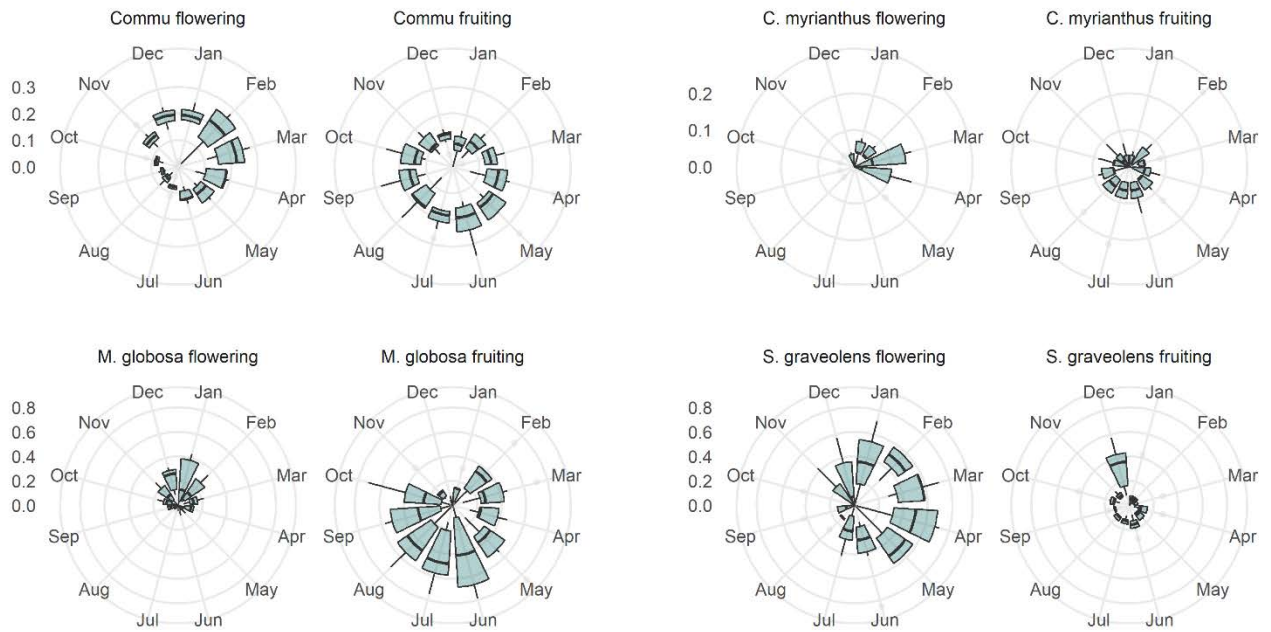 Commu flowering
Commu fruiting
C. myrianthus flowering
C. myrianthus fruiting
0.3
0.2
0.1
0.0
Dec Jan Feb Mar Apr May Jun Jul Aug Sep Oct Nov
Dec Jan Feb Mar Apr May Jun Jul Aug Sep Oct Nov
0.2
0.1
0.0
Dec Jan Feb Mar Apr May Jun Jul Aug Sep Oct Nov
Dec Jan Feb Mar Apr May Jun Jul Aug Sep Oct Nov
M. globosa flowering
M. globosa fruiting
S. graveolens flowering
S. graveolens fruiting
0.8
0.6
0.4
0.2
0.0
Dec Jan Feb Mar Apr May Jun Jul Aug Sep Oct Nov
Dec Jan Feb Mar Apr May Jun Jul Aug Sep Oct Nov
0.8
0.6
0.4
0.2
0.0
Dec Jan Feb Mar Apr May Jun Jul Aug Sep Oct Nov
Dec Jan Feb Mar Apr May Jun Jul Aug Sep Oct Nov